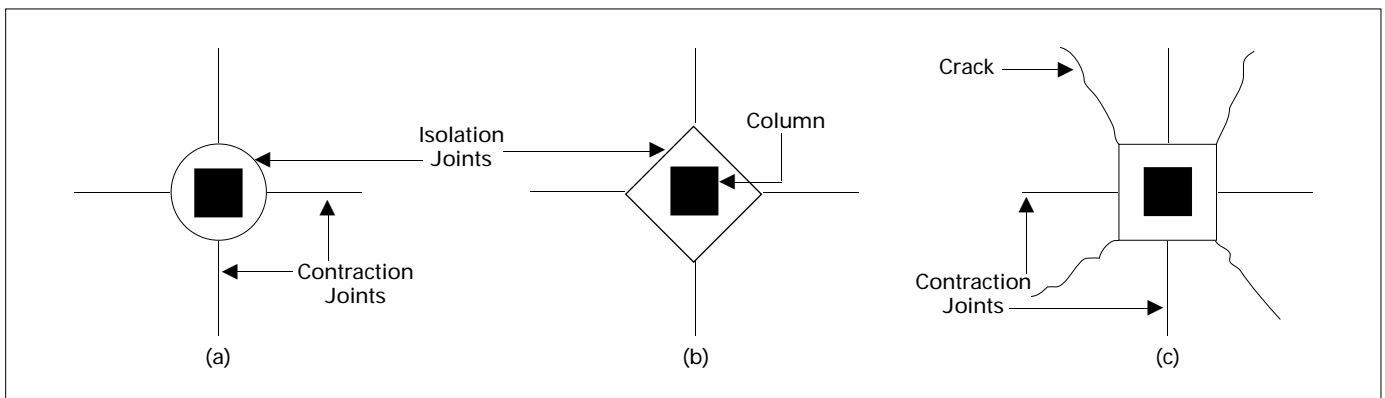 Isolation
Joints
Contraction
Joints
(a)
Column
(b)
Crack
Contraction
Joints
(c)